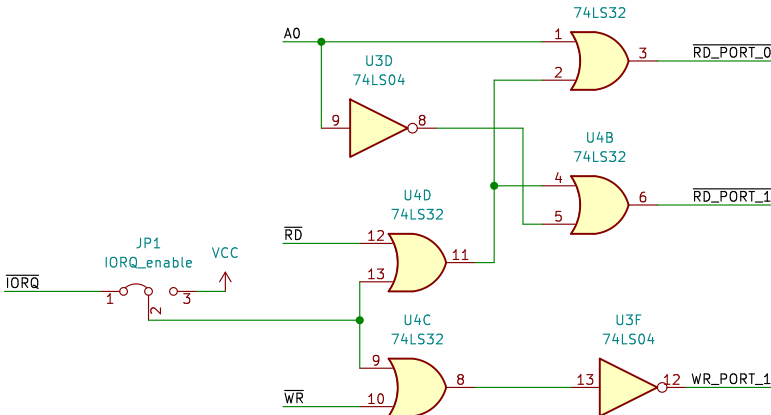 74LS32
A0
1
3
RD_PORT_0
2
U3D
74LS04
9
8
U4B
74LS32
4
6
RD_PORT_1
5
U4D
74LS32
RD
12
11
13
JP1
IORQ_enable
VCC
IORQ
1
2
3
U4C
74LS32
9
8
WR
10
U3F
74LS04
13
12
WR_PORT_1